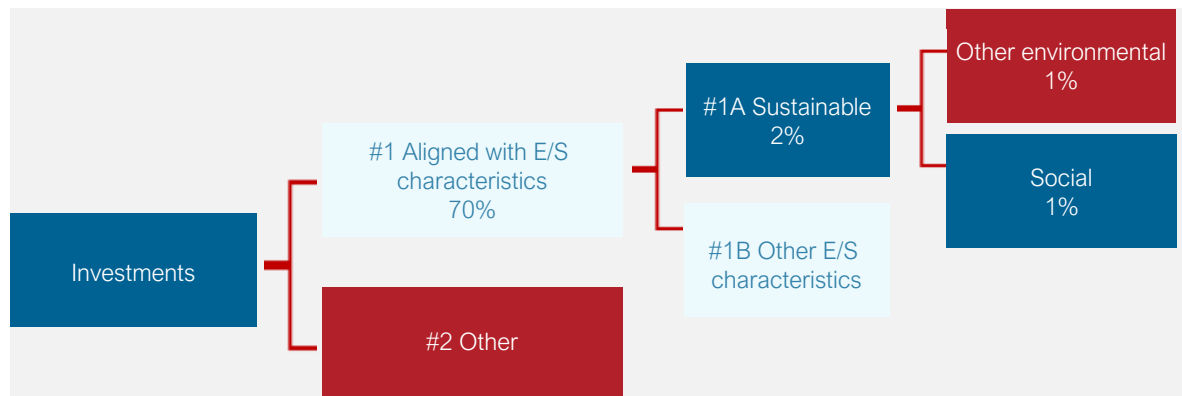 Investments
#1 Aligned with E/S
characteristics
70%
#2 Other
#1A Sustainable
2%
#1B Other E/S
characteristics
Other environmental
1%
Social
1%